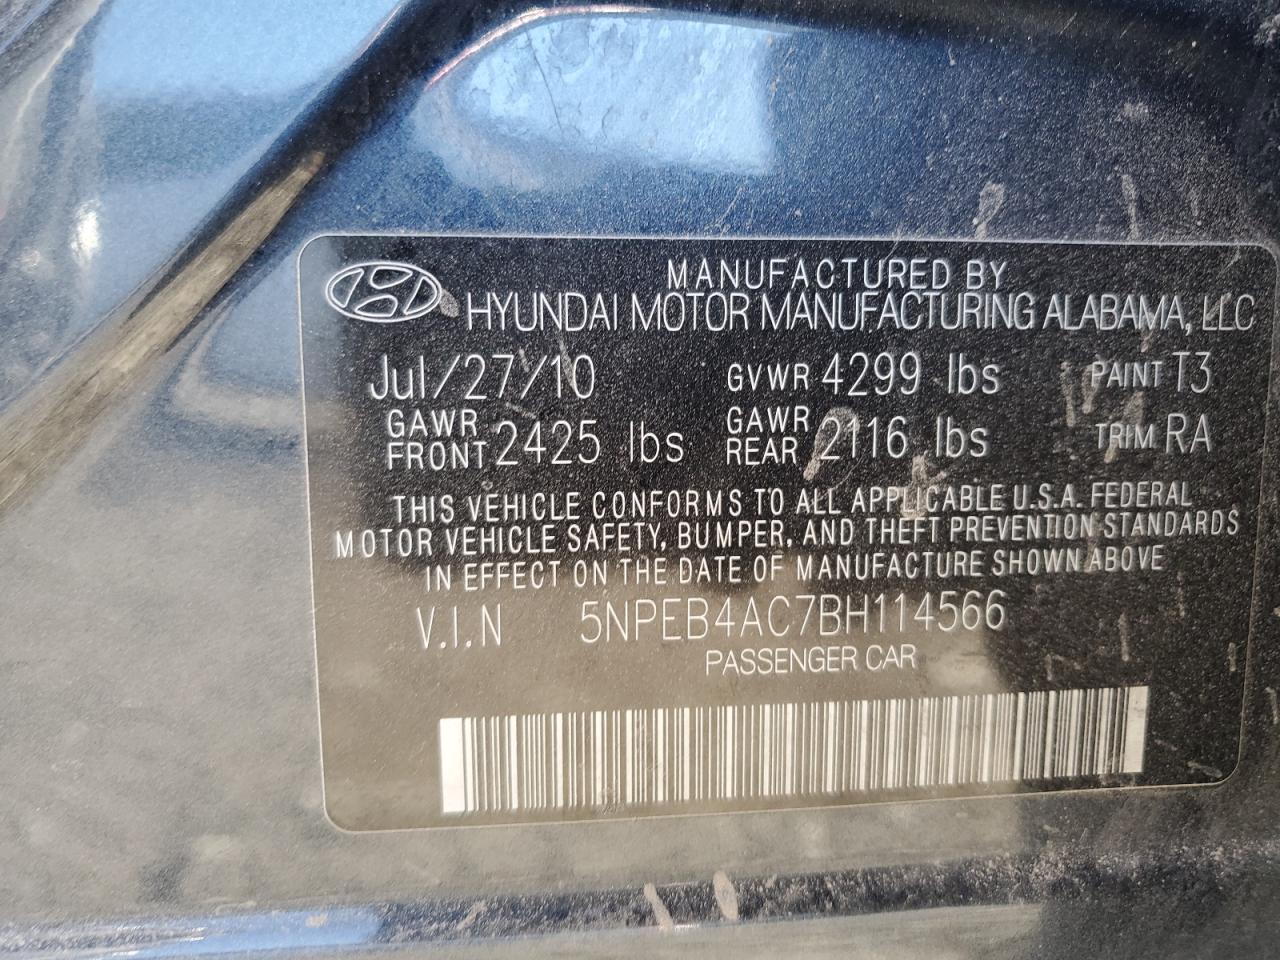 MANUFACTURED BY
HYUNDAI MOTOR MANUFACTURING ALABAMA, LLC
Jul/27/10 GVWR 4299 lbs PAINT T3
GAWR FRONT 2425 lbs GAWR REAR 2116 lbs TRIM RA
THIS VEHICLE CONFORMS TO ALL APPLICABLE U.S.A. FEDERAL
MOTOR VEHICLE SAFETY, BUMPER, AND THEFT PREVENTION STANDARDS
IN EFFECT ON THE DATE OF MANUFACTURE SHOWN ABOVE
V.I.N 5NPEB4AC7BH114566
PASSENGER CAR